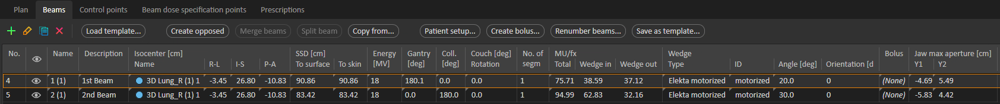 Plan Beams Control points Beam dose specification points Prescriptions
Load template... Create opposed Merge beams Split beam Copy from... Patient setup... Create bolus... Renumber beams... Save as template...
No. Name Description Isocenter [cm] SSD [cm] Energy Gantry Coll. Couch [deg] No. of MU/fx Wedge Bolus Jaw max aperture [cm]
Name R-L I-S P-A To surface To skin [MV] [deg] [deg] Rotation segm Total Wedge in Wedge out Type ID Angle [deg] Orientation [d Y1 Y2
4 1 (1) 1st Beam 3D Lung_R (1) 1 -3.45 26.80 -10.83 90.86 90.86 18 180.1 0.0 0.0 1 75.71 38.59 37.12 Elekta motorized motorized 20.0 0 (None) -4.69 5.49
5 2 (1) 2nd Beam 3D Lung_R (1) 1 -3.45 26.80 -10.83 83.42 83.42 18 0.0 180.0 0.0 1 94.99 62.83 32.16 Elekta motorized motorized 30.0 0 (None) -5.83 4.42